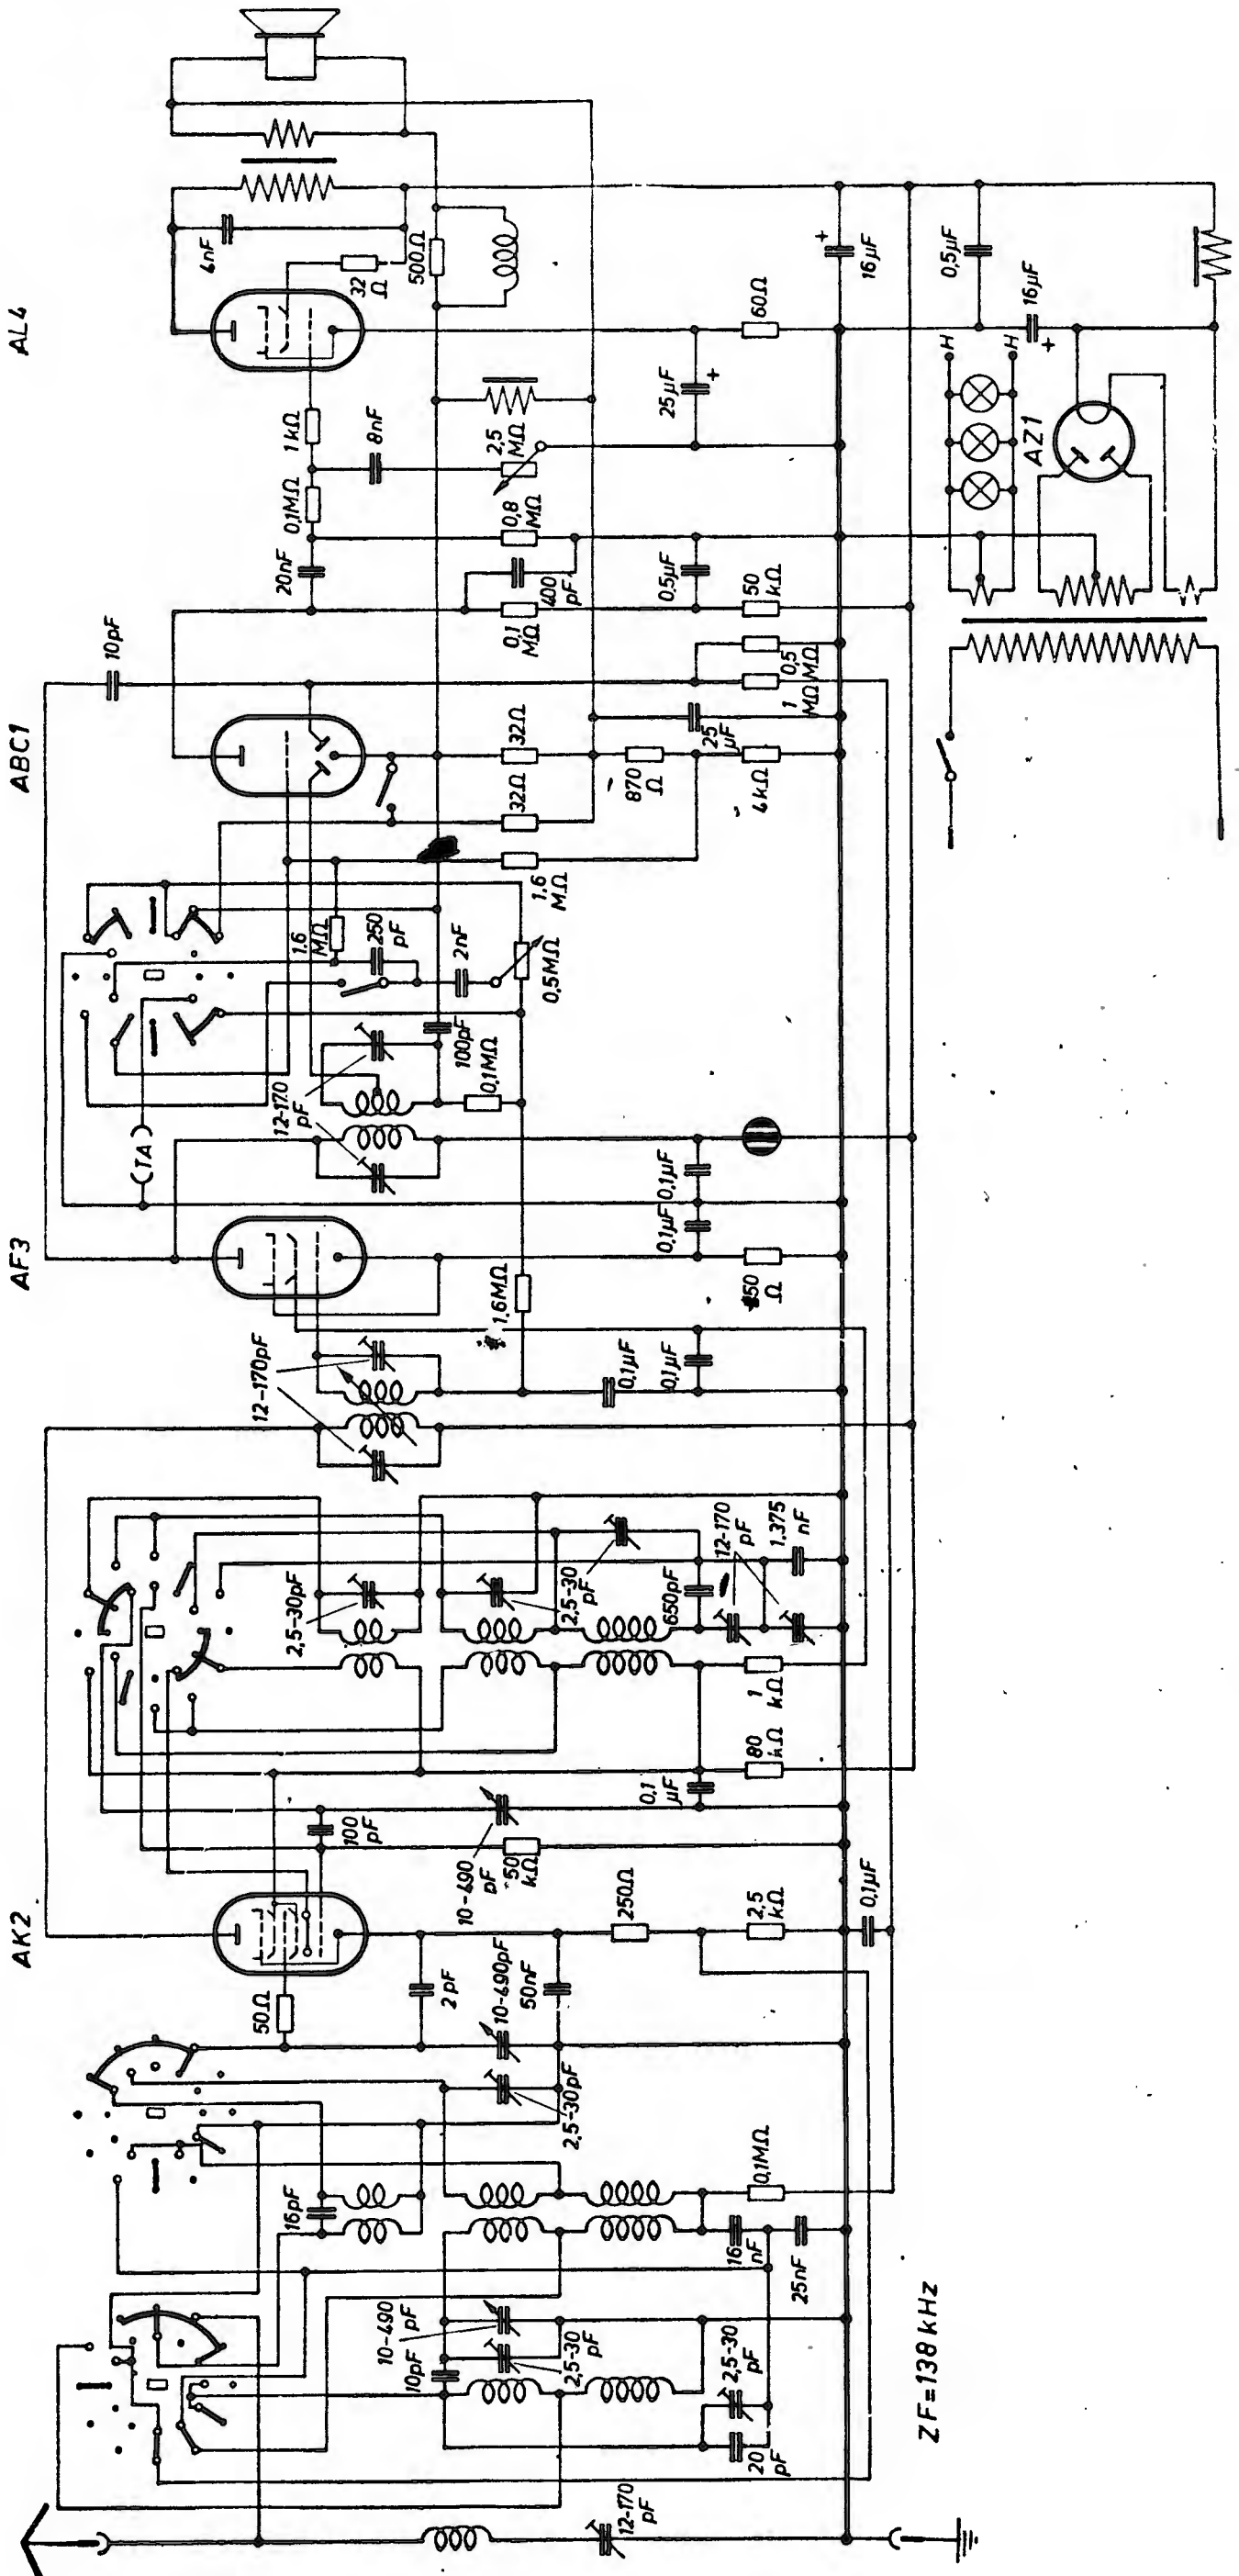 AL4
ABC1
AF3
AK2
4nF
32
Ω
500Ω
1kΩ
0,1MΩ
20nF
8nF
2,5
MΩ
0,8
MΩ
400
pF
0,1
MΩ
25µF
+
60Ω
16µF
+
0,5µF
16µF
+
H
H
AZ1
0,5µF
50
kΩ
0,5
MΩ
1
MΩ
25
µF
10pF
32Ω
32Ω
870
Ω
4kΩ
1,6
MΩ
1,6
MΩ
250
pF
2nF
0,5MΩ
100pF
0,1MΩ
12-170
pF
TA
0,1µF
0,1µF
Ω
1,6MΩ
12-170pF
0,1µF
0,1µF
2,5-30pF
2,5-30
pF
650pF
12-170
pF
1,375
nF
1
kΩ
80
kΩ
0,1
µF
100
pF
10-490
pF
50
kΩ
250Ω
2,5
kΩ
0,1µF
50Ω
2pF
10-490pF
50nF
2,5-30pF
16pF
0,1MΩ
16
nF
25nF
10-490
pF
10pF
2,5-30
pF
2,5-30
pF
20
pF
12-170
pF
ZF=138kHz